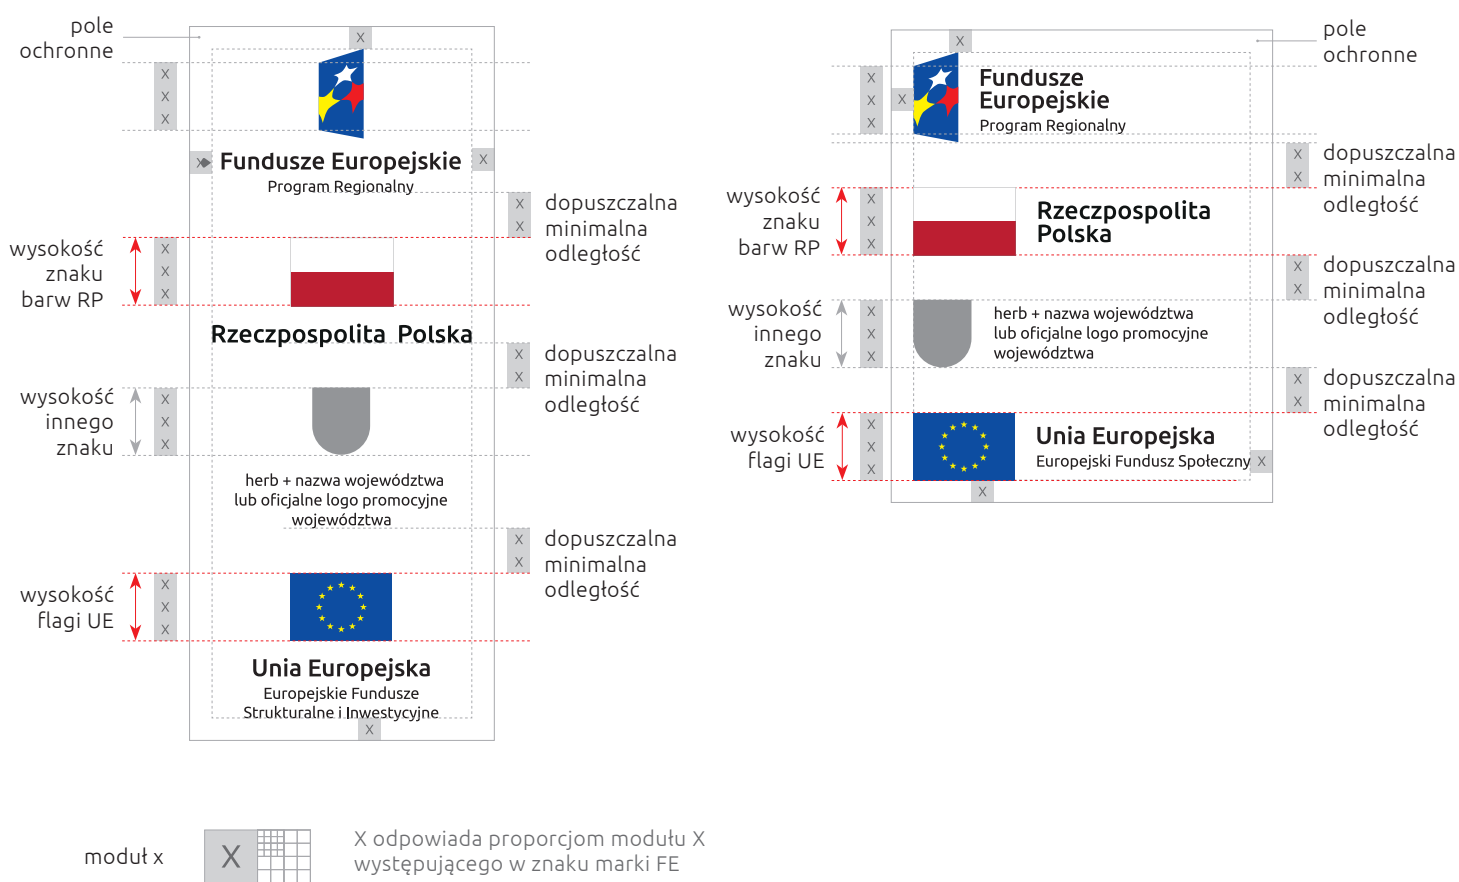 pole
ochronne
X
X
X
X
X
Fundusze Europejskie
X
Program Regionalny
X
X
dopuszczalna
minimalna
odległość
wysokość
znaku
barw RP
X
X
X
Rzeczpospolita Polska
X
X
dopuszczalna
minimalna
odległość
wysokość
innego
znaku
X
X
X
herb + nazwa województwa
lub oficjalne logo promocyjne
województwa
X
X
dopuszczalna
minimalna
odległość
wysokość
flagi UE
X
X
X
Unia Europejska
Europejskie Fundusze
Strukturalne i Inwestycyjne
X
pole
ochronne
X
X
X
X
X
Fundusze
Europejskie
Program Regionalny
X
X
dopuszczalna
minimalna
odległość
wysokość
znaku
barw RP
X
X
X
Rzeczpospolita
Polska
X
X
dopuszczalna
minimalna
odległość
wysokość
innego
znaku
X
X
X
herb + nazwa województwa
lub oficjalne logo promocyjne
województwa
X
X
dopuszczalna
minimalna
odległość
wysokość
flagi UE
X
X
X
Unia Europejska
Europejski Fundusz Społeczny
X
X
moduł x
X
X odpowiada proporcjom modułu X
występującego w znaku marki FE